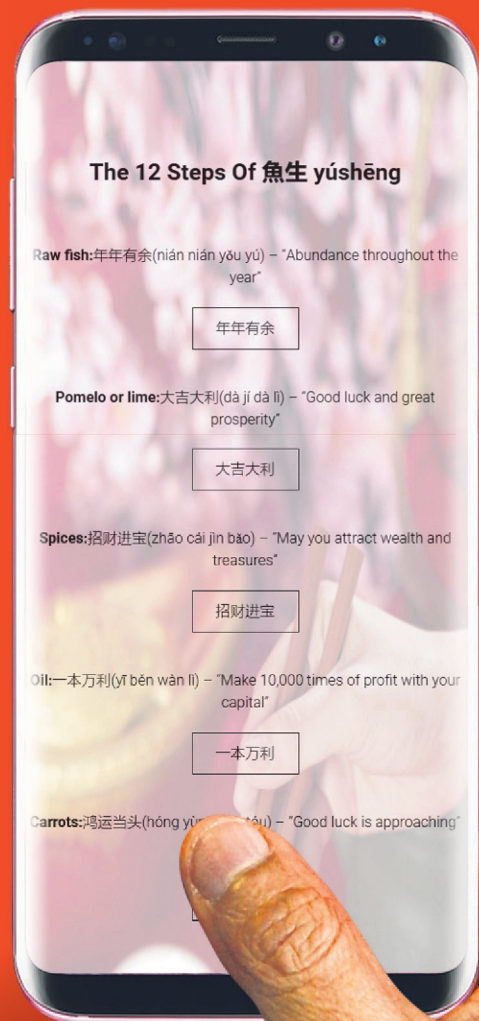 The 12 Steps Of 魚生 yúshēng
Raw fish:年年有余(nián nián yǒu yú) – “Abundance throughout the
year”
年年有余
Pomelo or lime:大吉大利(dà jí dà lì) – “Good luck and great
prosperity”
大吉大利
Spices:招财进宝(zhāo cái jìn bǎo) – “May you attract wealth and
treasures”
招财进宝
Oil:一本万利(yī běn wàn lì) – “Make 10,000 times of profit with your
capital”
一本万利
Carrots:鸿运当头(hóng – “Good luck is approaching”